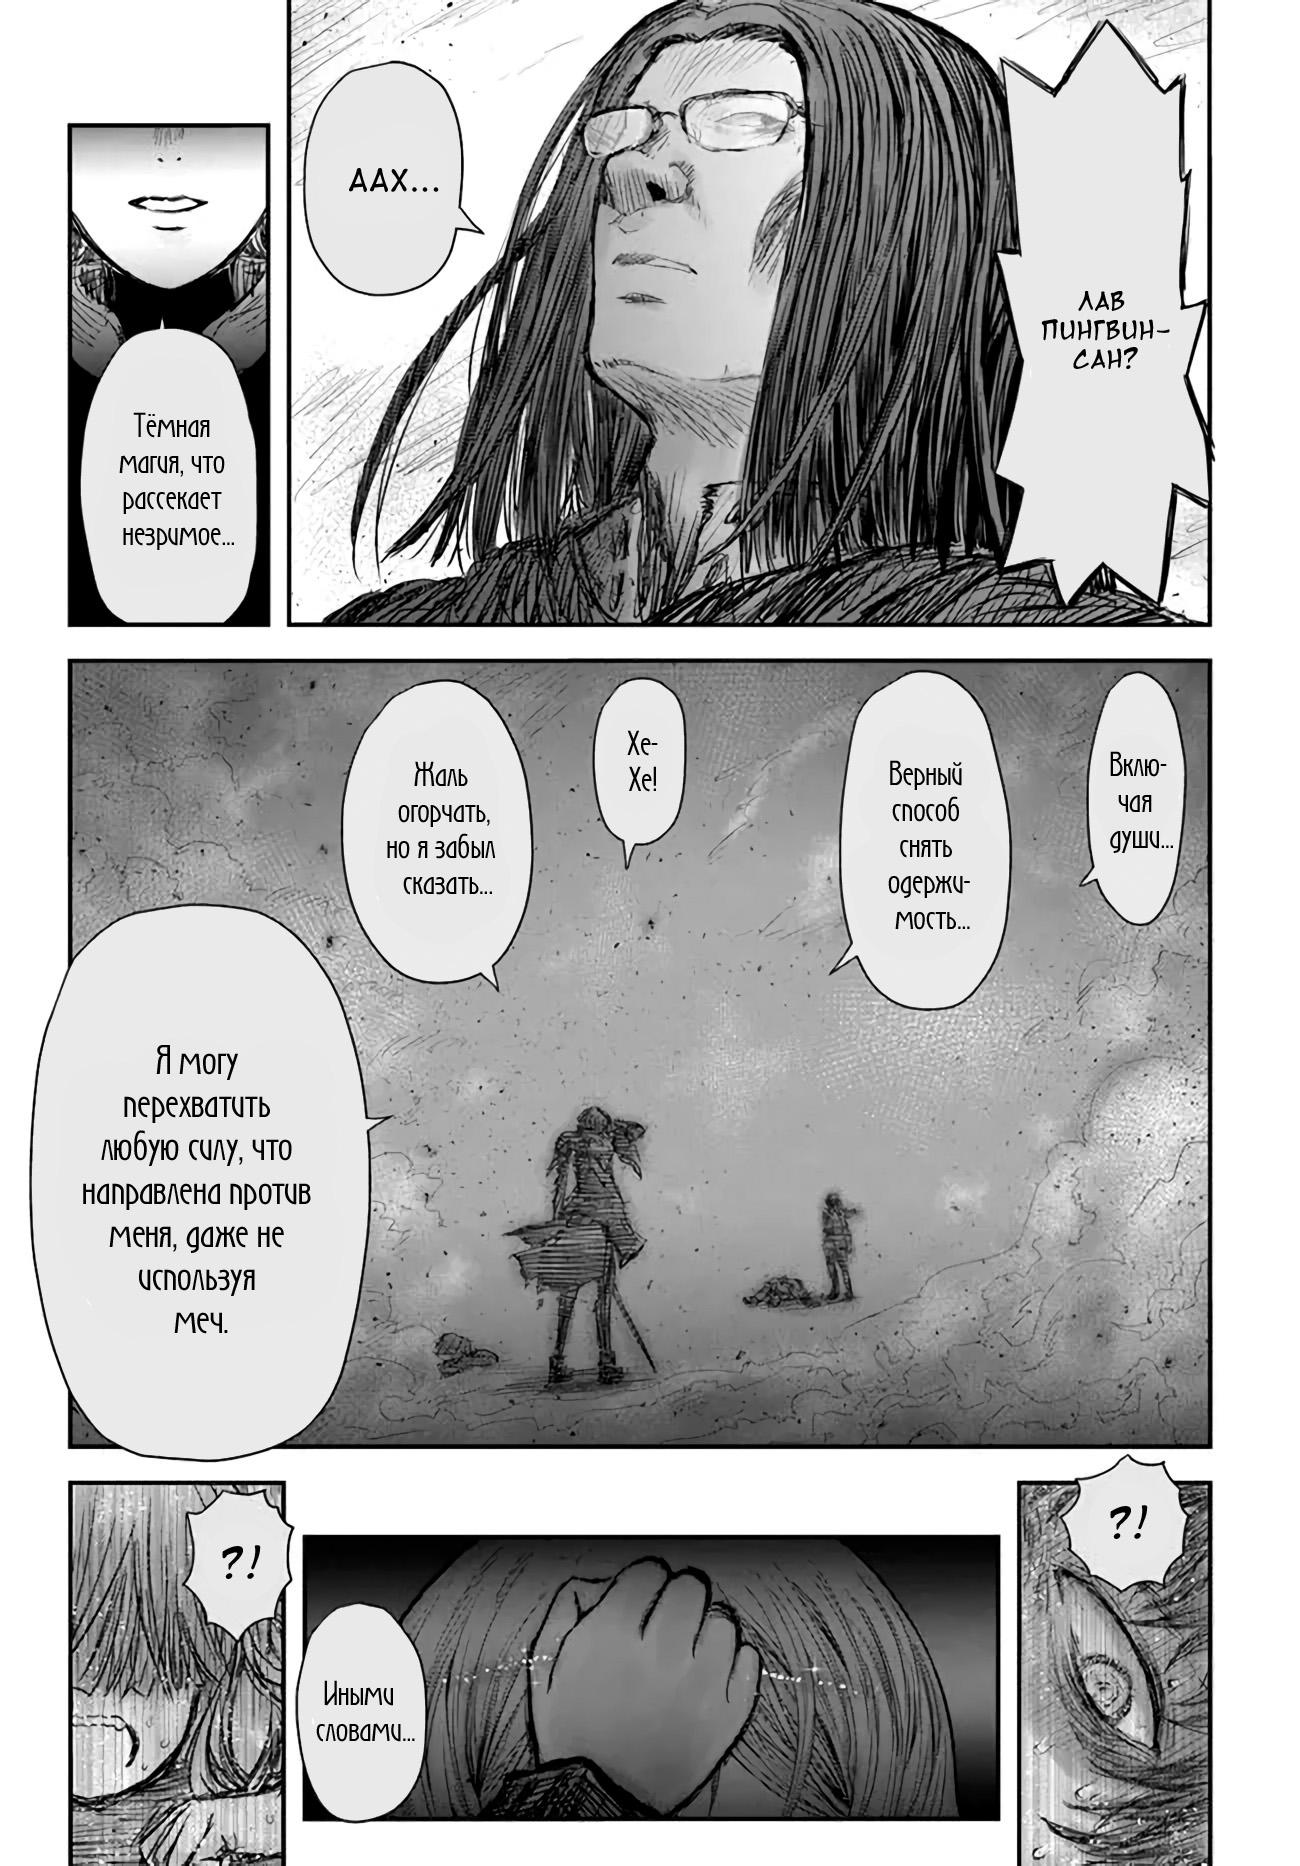 ЛАВ
ПИНГВИН-
САН?
ААХ...
Тёмная
магия, что
рассекает
незримое...
Вклю-
чая
души...
Верный
способ
снять
одержи-
мость...
Хе-
Хе!
Жаль
огорчать,
но я забыл
сказать...
Я могу
перехватить
любую силу, что
направлена против
меня, даже не
используя
меч.
?!
Иными
словами...
?!